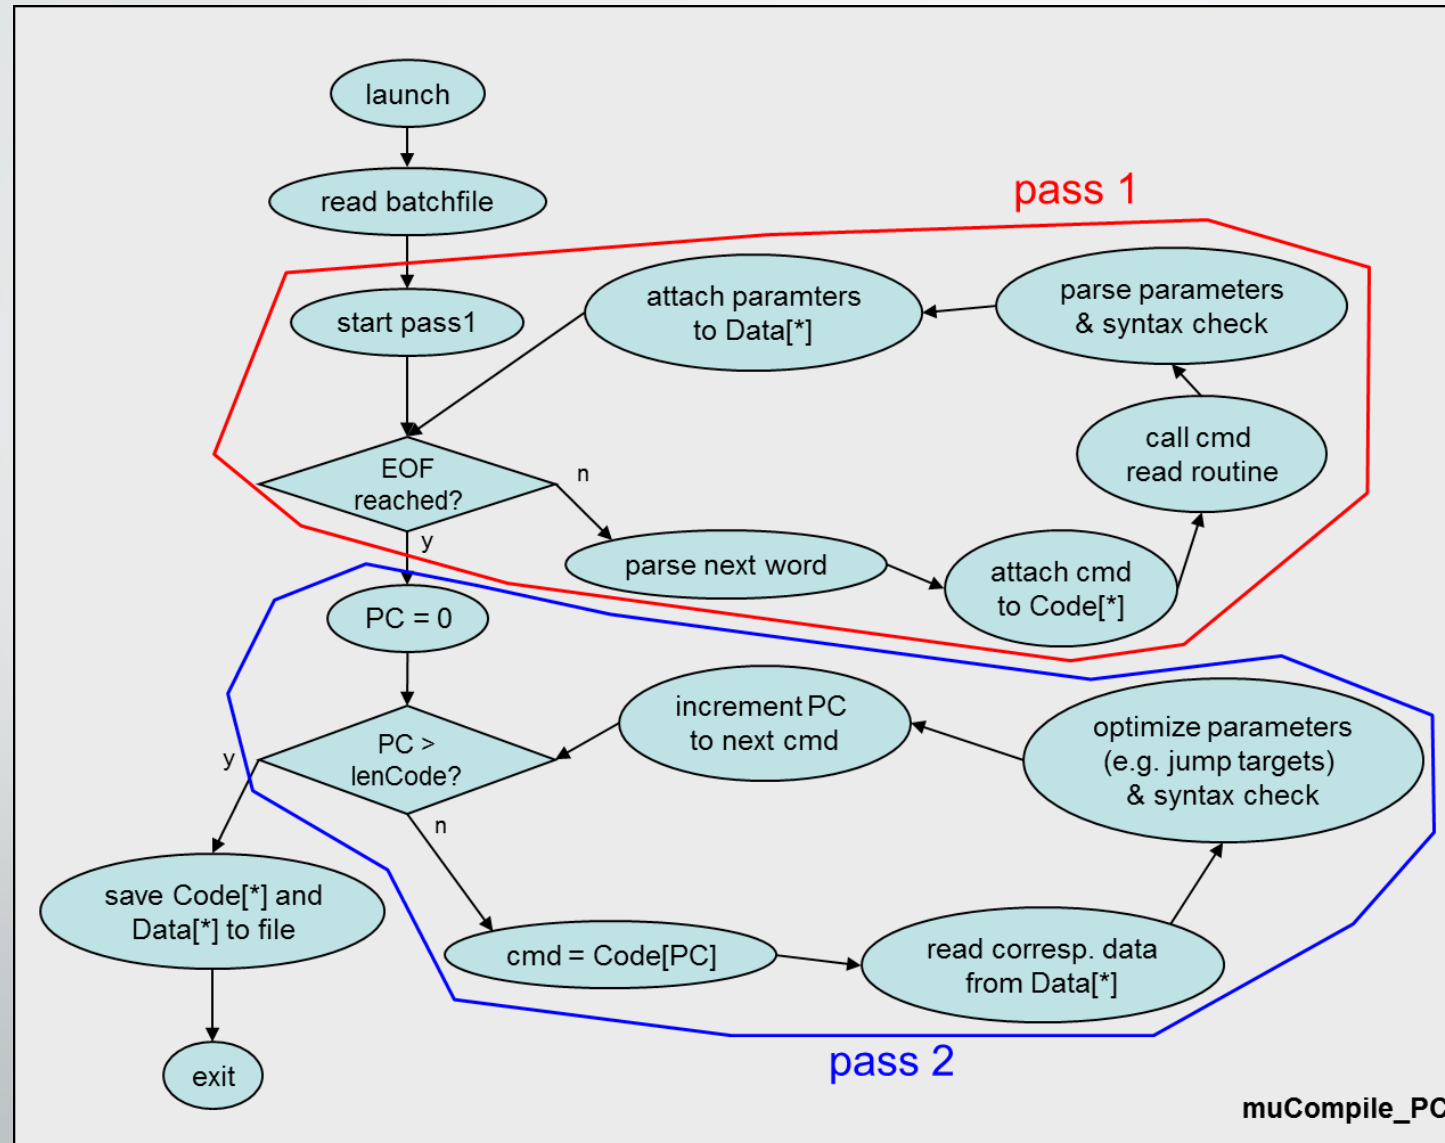 launch
read batchfile
pass 1
start pass1
attach paramters
to Data[*]
parse parameters
& syntax check
call cmd
read routine
EOF
reached?
n
y
parse next word
attach cmd
to Code[*]
PC = 0
increment PC
to next cmd
optimize parameters
(e.g. jump targets)
& syntax check
PC >
lenCode?
y
n
save Code[*] and
Data[*] to file
cmd = Code[PC]
read corresp. data
from Data[*]
exit
pass 2
muCompile_PC